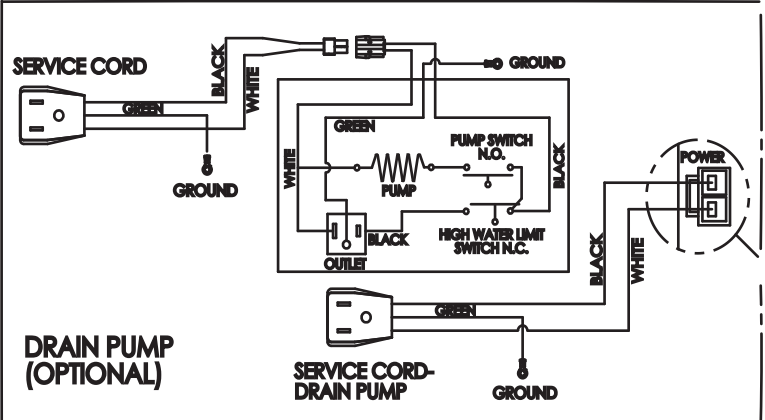 SERVICE CORD
BLACK
WHITE
GREEN
GROUND
GROUND
GREEN
WHITE
PUMP SWITCH
N.O.
PUMP
BLACK
BLACK
HIGH WATER LIMIT
SWITCH N.C.
OUTLET
POWER
BLACK
WHITE
GREEN
DRAIN PUMP
(OPTIONAL)
SERVICE CORD-
DRAIN PUMP
GROUND